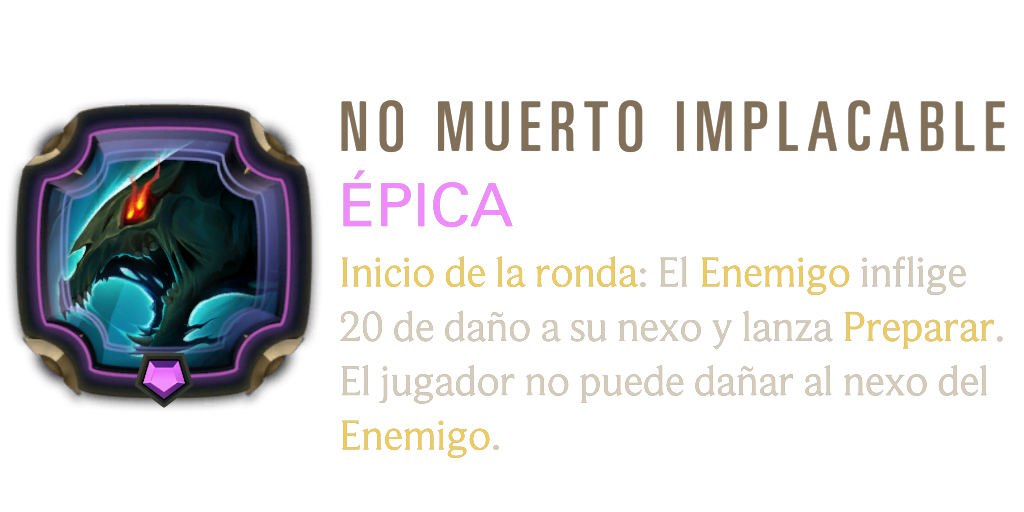 NO MUERTO IMPLACABLE
ÉPICA
Inicio de la ronda: El Enemigo inflige
20 de daño a su nexo y lanza Preparar.
El jugador no puede dañar al nexo del
Enemigo.